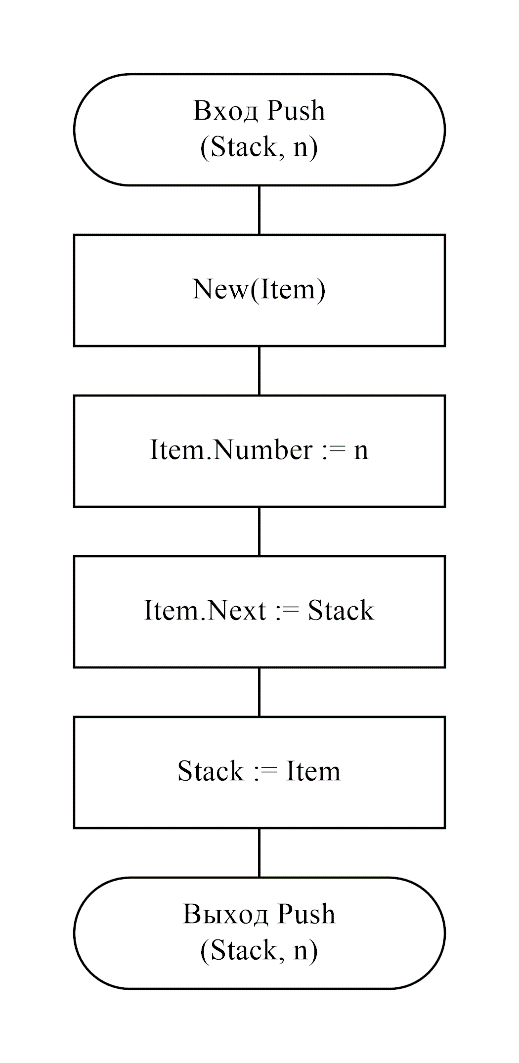 Вход Push
(Stack, n)
New(Item)
Item.Number := n
Item.Next := Stack
Stack := Item
Выход Push
(Stack, n)